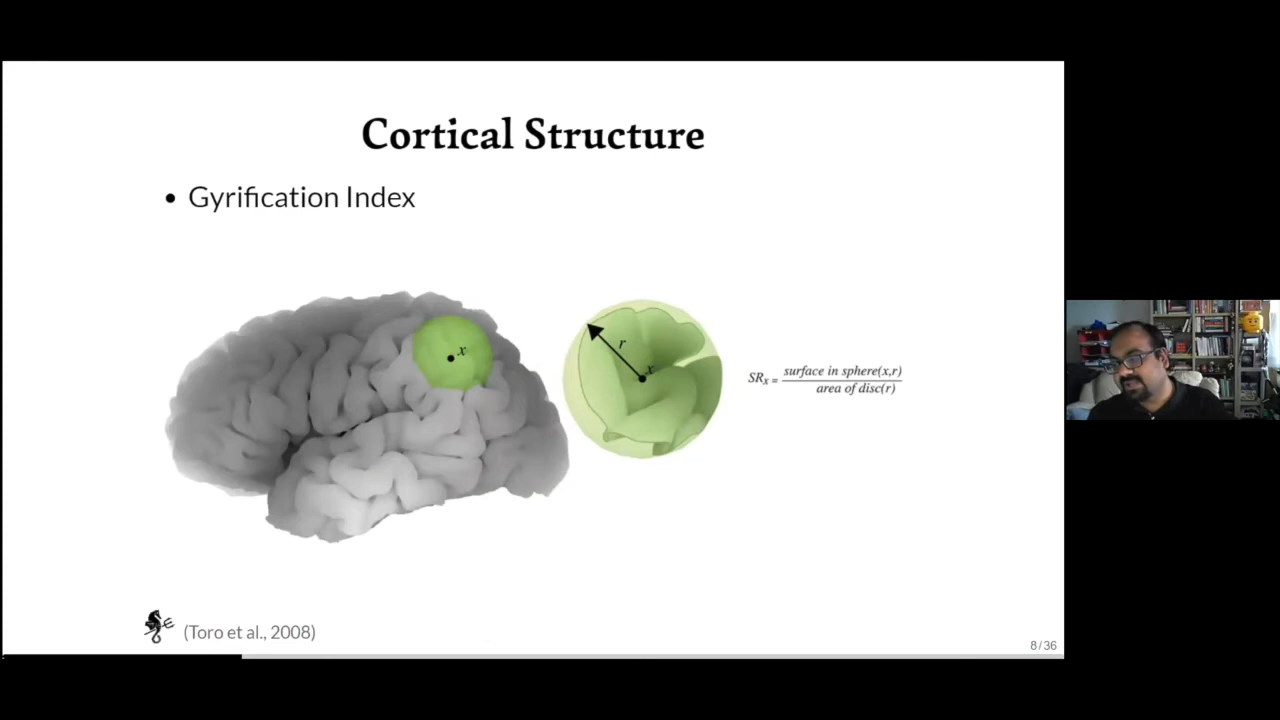 Cortical Structure
• Gyrification Index
x
r
x
SRx = surface in sphere(x,r)
area of disc(r)
(Toro et al., 2008)
8 / 36